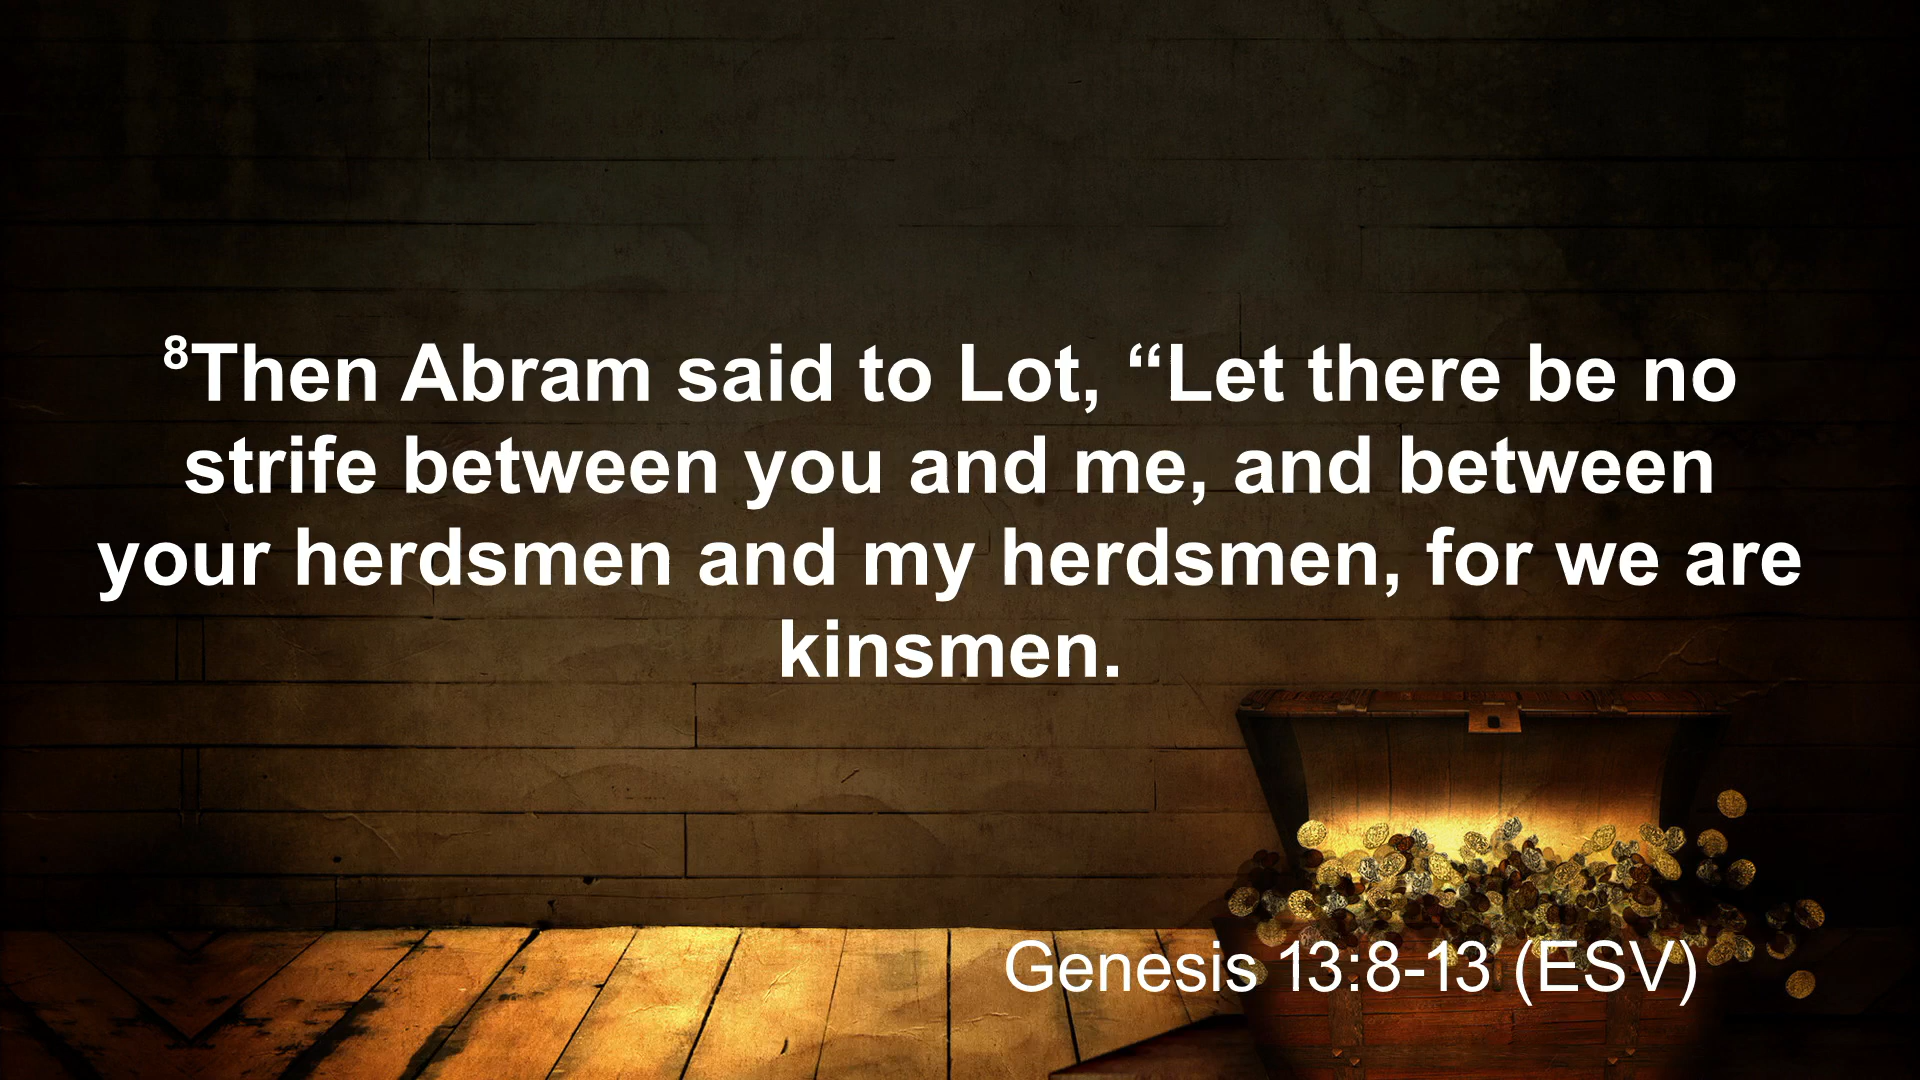 ⁸Then Abram said to Lot, “Let there be no
strife between you and me, and between
your herdsmen and my herdsmen, for we are
kinsmen.
Genesis 13:8-13 (ESV)